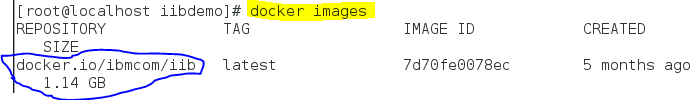 [root@localhost iibdemo]# docker images
REPOSITORY TAG IMAGE ID CREATED
SIZE
docker.io/ibmcom/iib latest 7d70fe0078ec 5 months ago
1.14 GB